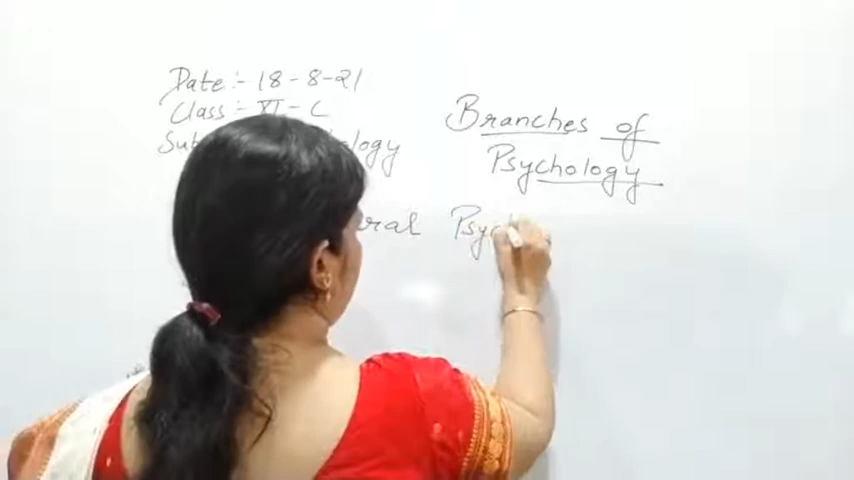 Date :- 18-8-21
Class :- XI - C
Branches of
Psychology